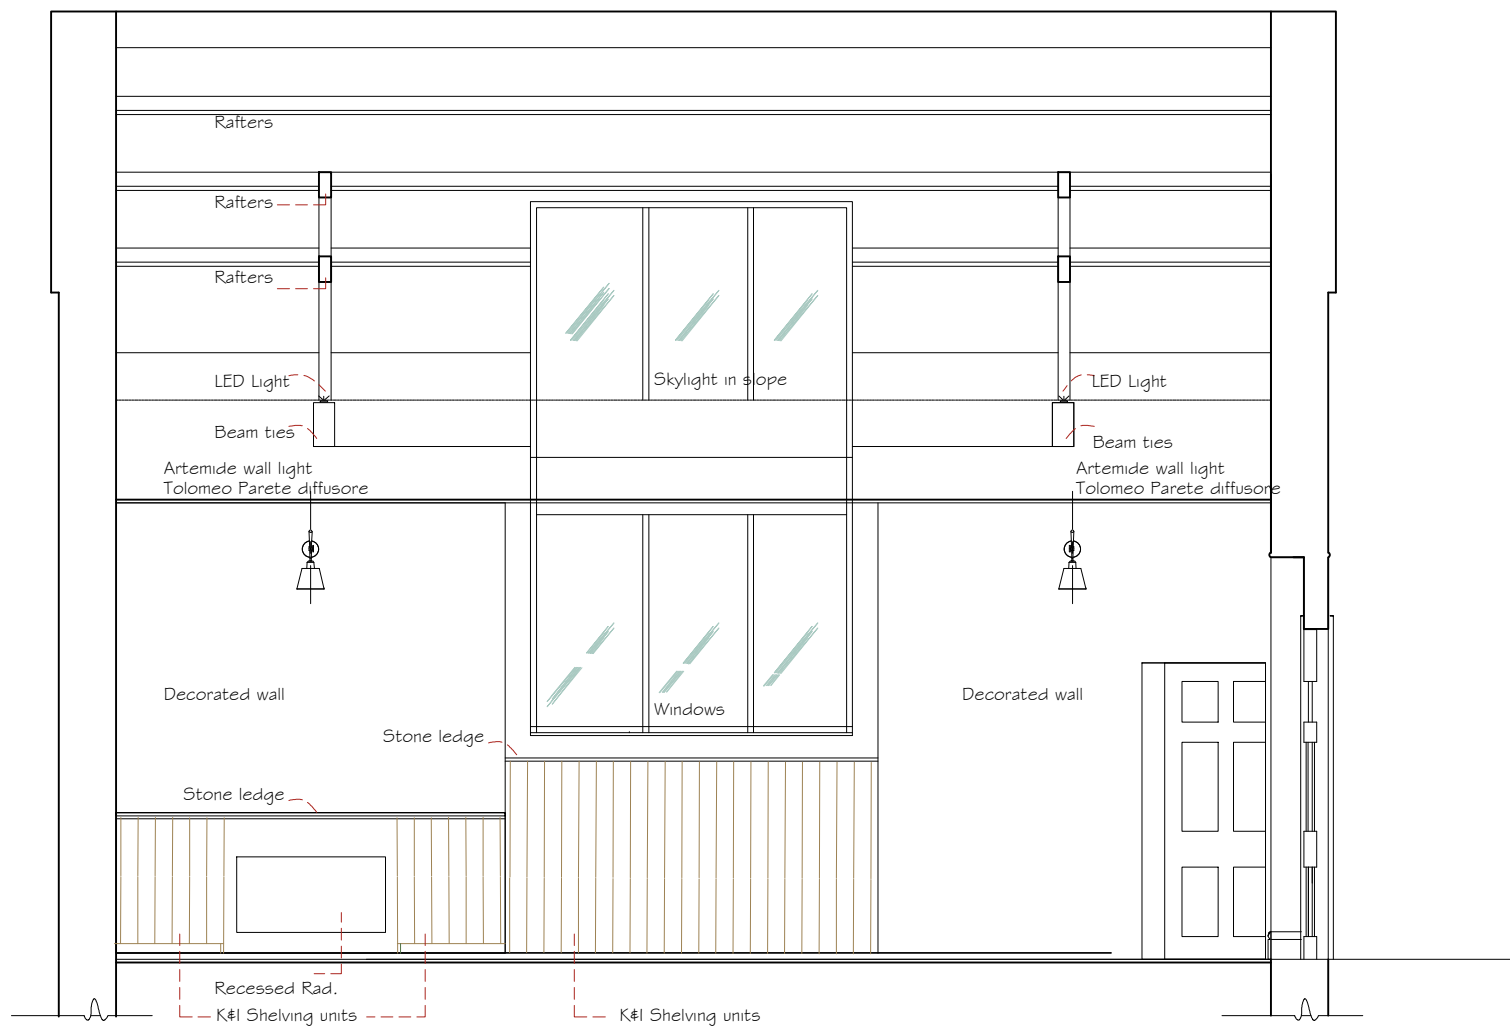 Rafters
Rafters
Rafters
Skylight in slope
LED Light
LED Light
Beam ties
Beam ties
Artemide wall light
Tolomeo Parete diffusore
Artemide wall light
Tolomeo Parete diffusore
Decorated wall
Decorated wall
Windows
Stone ledge
Stone ledge
Recessed Rad.
K&I Shelving units
K&I Shelving units